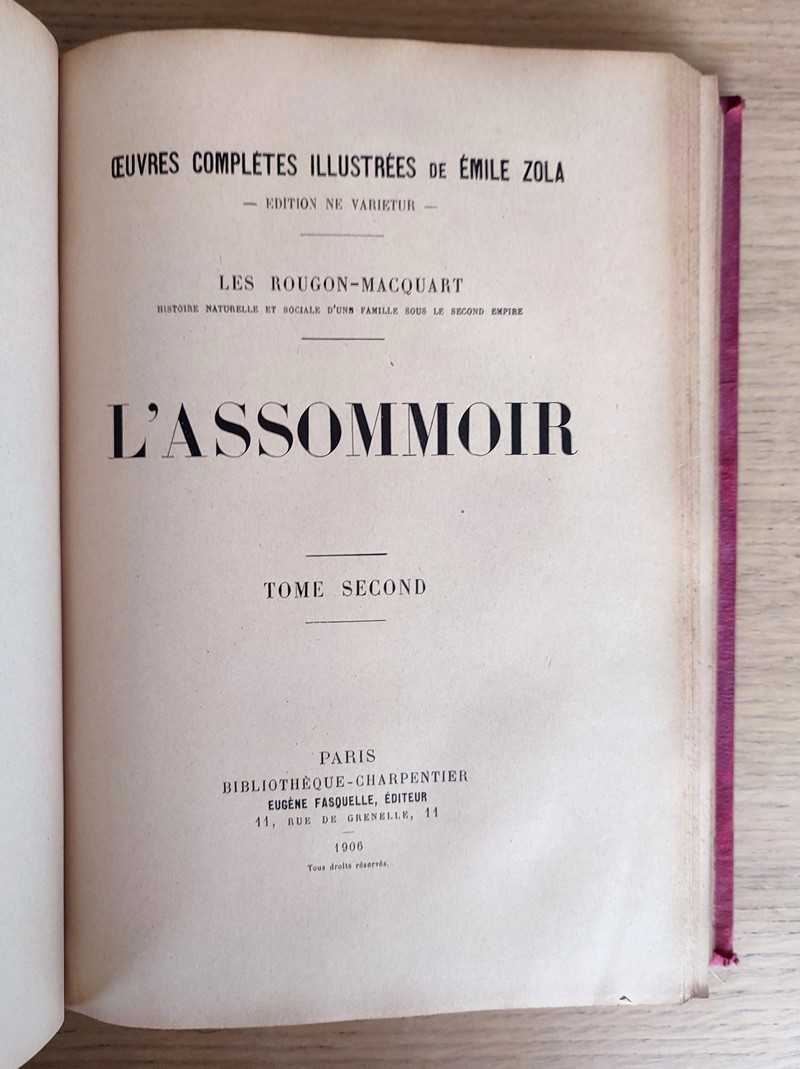 ŒUVRES COMPLÈTES ILLUSTRÉES DE ÉMILE ZOLA
— EDITION NE VARIETUR —
LES ROUGON-MACQUART
HISTOIRE NATURELLE ET SOCIALE D'UNE FAMILLE SOUS LE SECOND EMPIRE
L'ASSOMMOIR
TOME SECOND
PARIS
BIBLIOTHÈQUE-CHARPENTIER
EUGÈNE FASQUELLE, ÉDITEUR
11, RUE DE GRENELLE, 11
1906
Tous droits réservés.